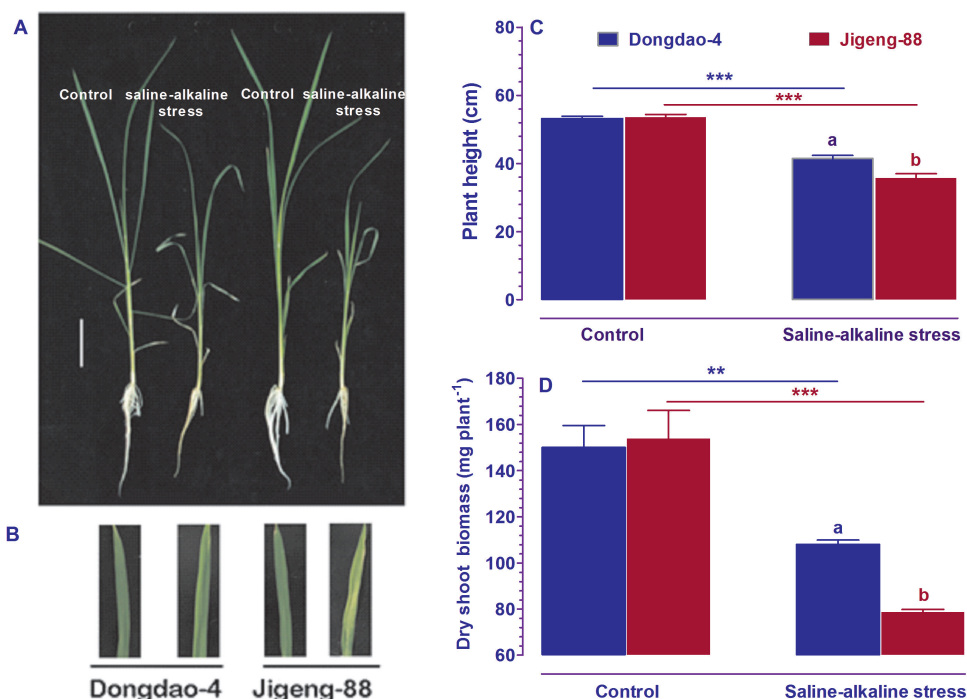 A
Control
saline-alkaline
stress
Control
saline-alkaline
stress
B
Dongdao-4
Jigeng-88
C
Dongdao-4
Jigeng-88
***
***
a
b
Plant height (cm)
80
60
40
20
0
Control
Saline-alkaline stress
D
**
***
a
b
Dry shoot biomass (mg plant⁻¹)
180
160
140
120
100
80
60
Control
Saline-alkaline stress